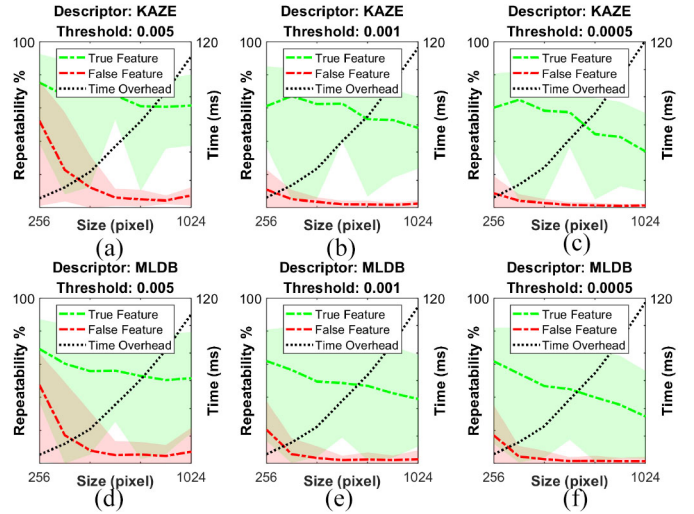 Descriptor: KAZE
Threshold: 0.005
100
120
True Feature
False Feature
Time Overhead
Repeatability %
Time (ms)
256
1024
Size (pixel)
(a)
Descriptor: KAZE
Threshold: 0.001
100
120
True Feature
False Feature
Time Overhead
Repeatability %
Time (ms)
256
1024
Size (pixel)
(b)
Descriptor: KAZE
Threshold: 0.0005
100
120
True Feature
False Feature
Time Overhead
Repeatability %
Time (ms)
256
1024
Size (pixel)
(c)
Descriptor: MLDB
Threshold: 0.005
100
120
True Feature
False Feature
Time Overhead
Repeatability %
Time (ms)
256
1024
Size (pixel)
(d)
Descriptor: MLDB
Threshold: 0.001
100
120
True Feature
False Feature
Time Overhead
Repeatability %
Time (ms)
256
1024
Size (pixel)
(e)
Descriptor: MLDB
Threshold: 0.0005
100
120
True Feature
False Feature
Time Overhead
Repeatability %
Time (ms)
256
1024
Size (pixel)
(f)